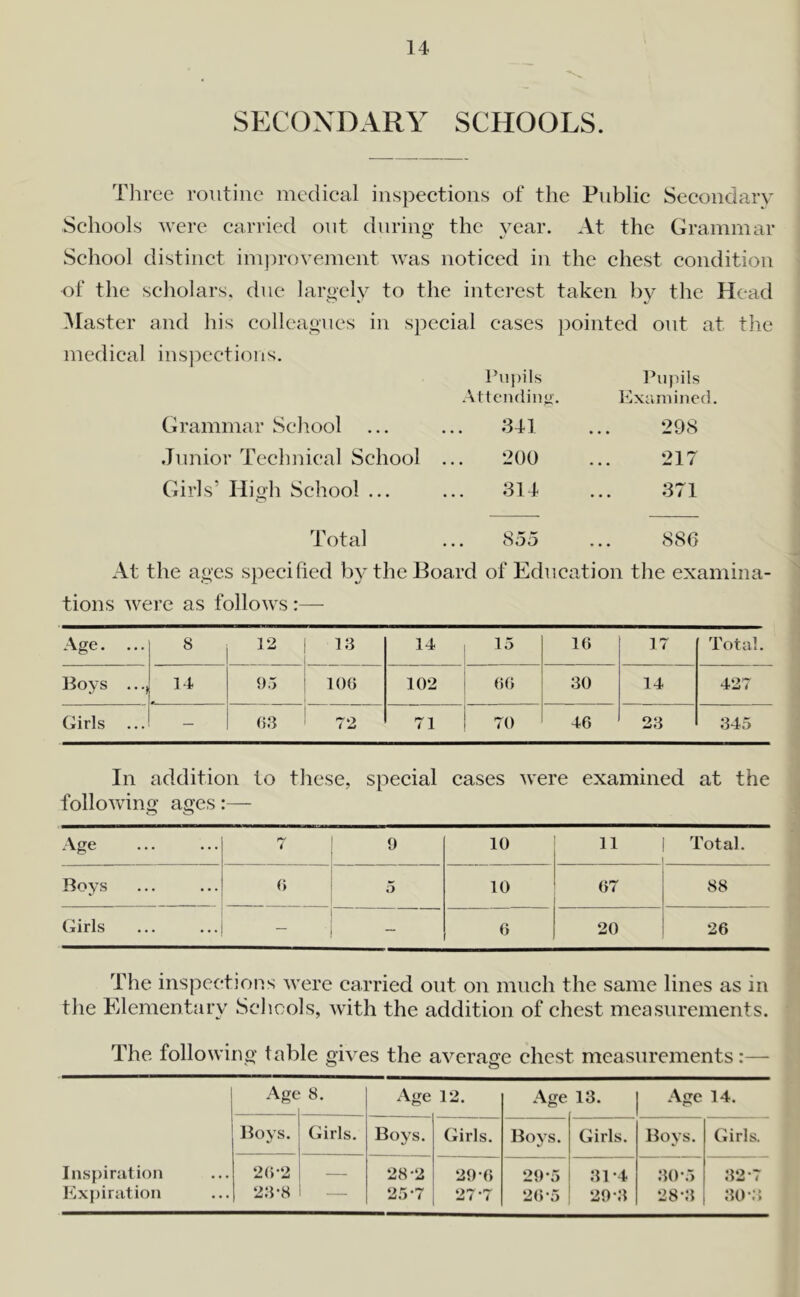 14
SECONDARY SCHOOLS.
Three routine medical inspections of the Public Secondary
Schools were carried out during the year. At the Grammar
School distinct improvement was noticed in the chest condition
of the scholars, due largely to the interest taken by the Head
Master and his colleagues in special cases pointed out at the
medical inspections.
Pupils Pupils
Attending. Examined.
Grammar School ... ... 341 ... 298
Junior Technical School ... 200 ... 217
Girls' High School ... ... 314 ... 371
Total ... 855 ... 886
At the ages specified by the Board of Education the examina-
tions were as follows:—
Age. ... 8 12 13 14 15 16 17 Total.
Boys ... 14 95 106 102 66 30 14 427
Girls ... – 63 72 71 70 46 23 345
In addition to these, special cases were examined at the
following ages:—
Age ... ... 7 9 10 11 Total.
Boys ... ... 6 5 10 67 88
Girls ... ... – – 6 20 26
The inspections were carried out on much the same lines as in
the Elementary Schools, with the addition of chest measurements.
The following table gives the average chest measurements:—
Age 8. Age 12. Age 13. Age 14.
Boys. Girls. Boys. Girls. Boys. Girls. Boys. Girls.
Inspiration ... 26·2 — 28·2 29·6 29·5 31·4 30·5 32·7
Expiration ... 23·8 — 25·7 27·7 26·5 29·3 28·3 30·3